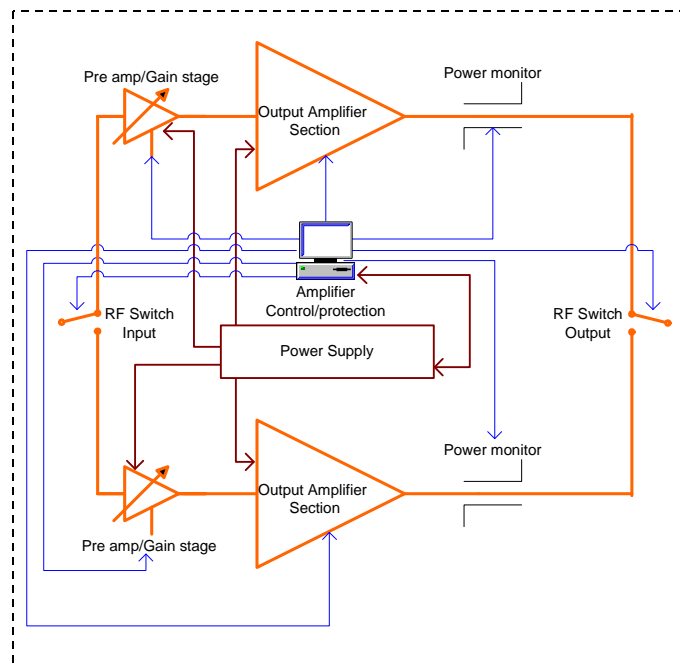 Pre amp/Gain stage
Power monitor
Output Amplifier
Section
Amplifier
Control/protection
RF Switch
Input
RF Switch
Output
Power Supply
Power monitor
Output Amplifier
Section
Pre amp/Gain stage